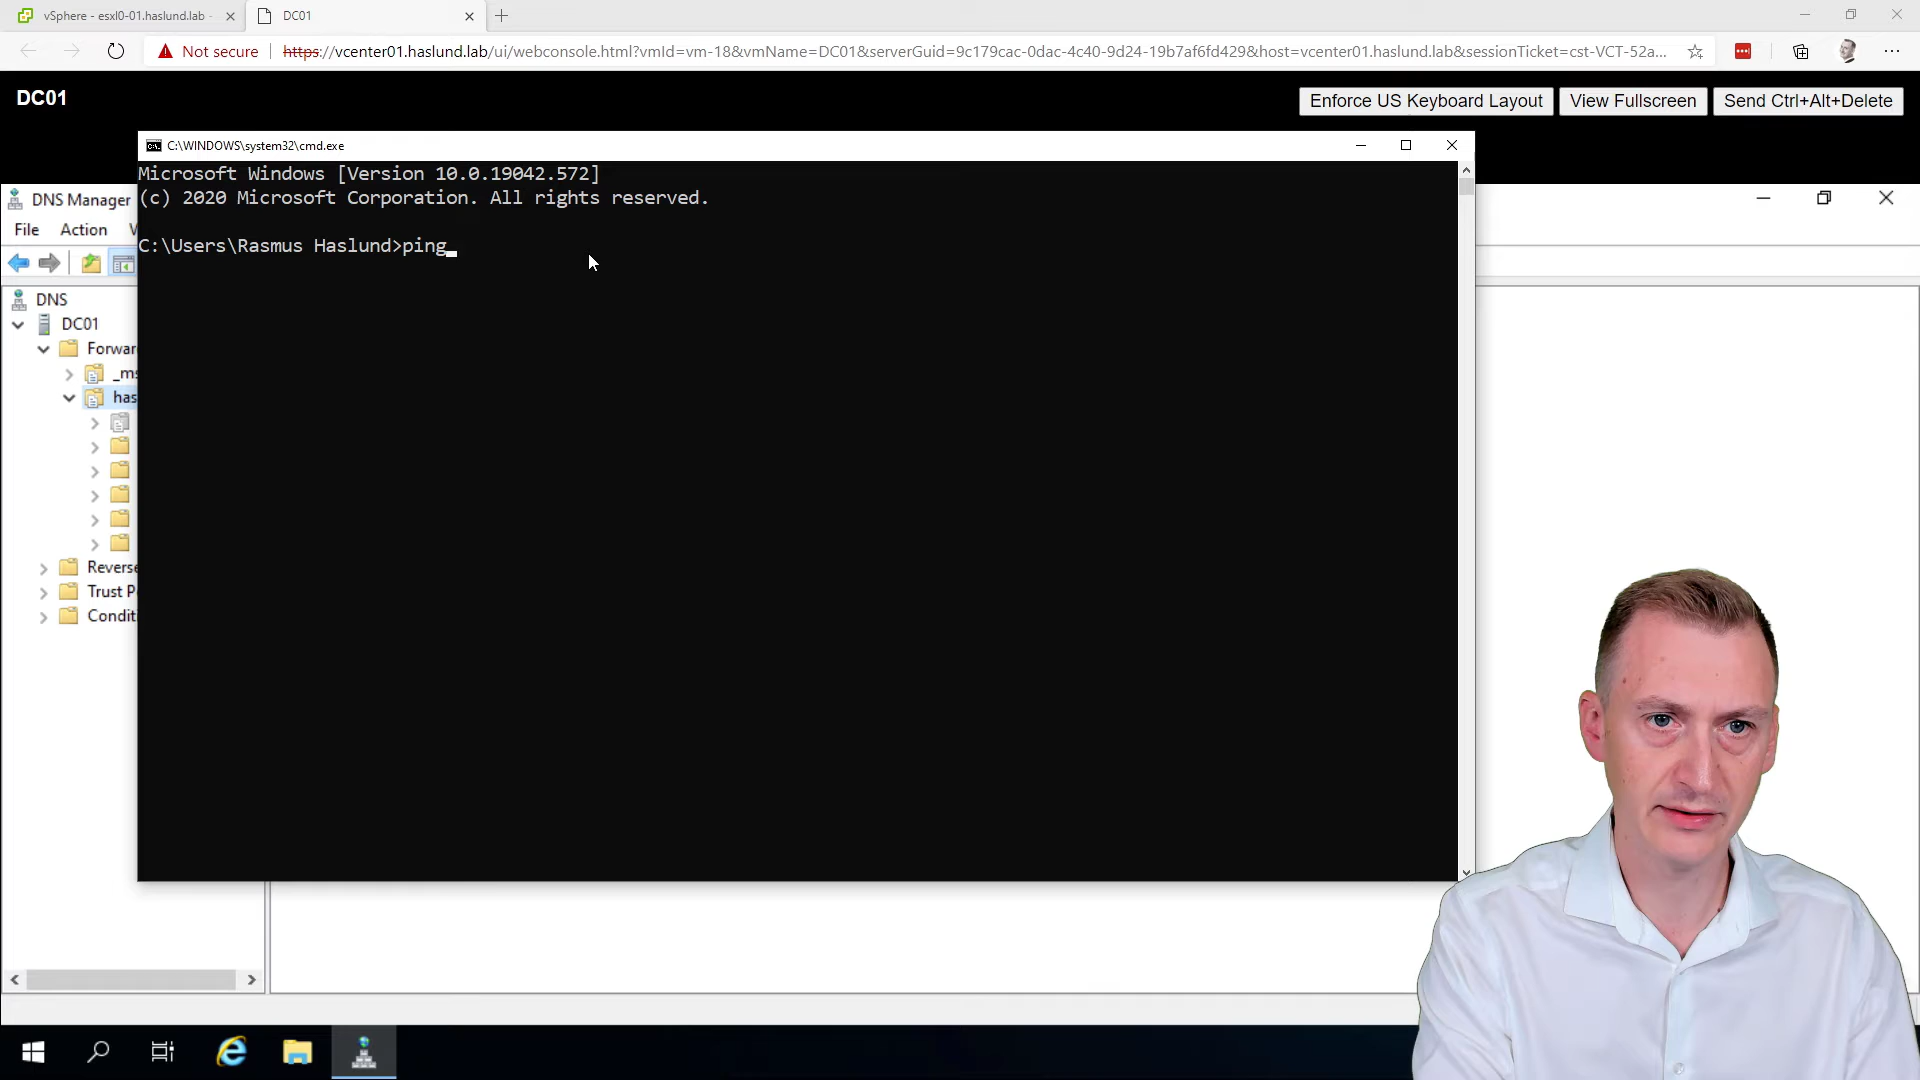 vSphere - esxl0-01.haslund.lab -
DC01
Not secure
https://vcenter01.haslund.lab/ui/webconsole.html?vmId=vm-18&vmName=DC01&serverGuid=9c179cac-0dac-4c40-9d24-19b7af6fd429&host=vcenter01.haslund.lab&sessionTicket=cst-VCT-52a...
DC01
Enforce US Keyboard Layout
View Fullscreen
Send Ctrl+Alt+Delete
C:\WINDOWS\system32\cmd.exe
Microsoft Windows [Version 10.0.19042.572]
(c) 2020 Microsoft Corporation. All rights reserved.
C:\Users\Rasmus Haslund>ping_
DNS Manager
File Action V
DNS
DC01
Forwar
_ms
has
Reverse
Trust P
Conditi